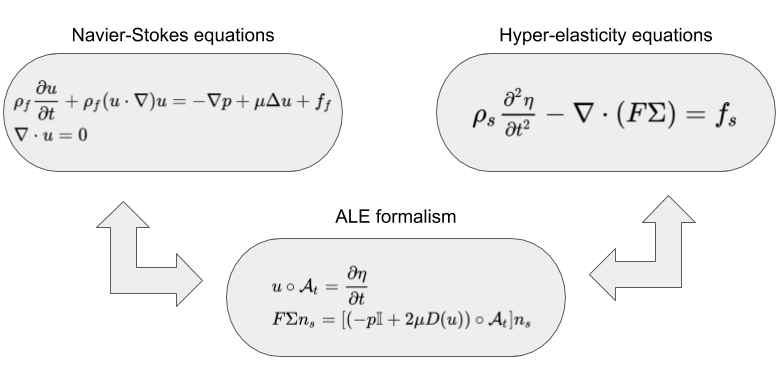 Navier-Stokes equations
ρ_f ∂u/∂t + ρ_f(u · ∇)u = −∇p + μΔu + f_f
∇ · u = 0
Hyper-elasticity equations
ρ_s ∂²η/∂t² − ∇ · (FΣ) = f_s
ALE formalism
u ∘ 𝒜_t = ∂η/∂t
FΣn_s = [(−p𝕀 + 2μD(u)) ∘ 𝒜_t]n_s